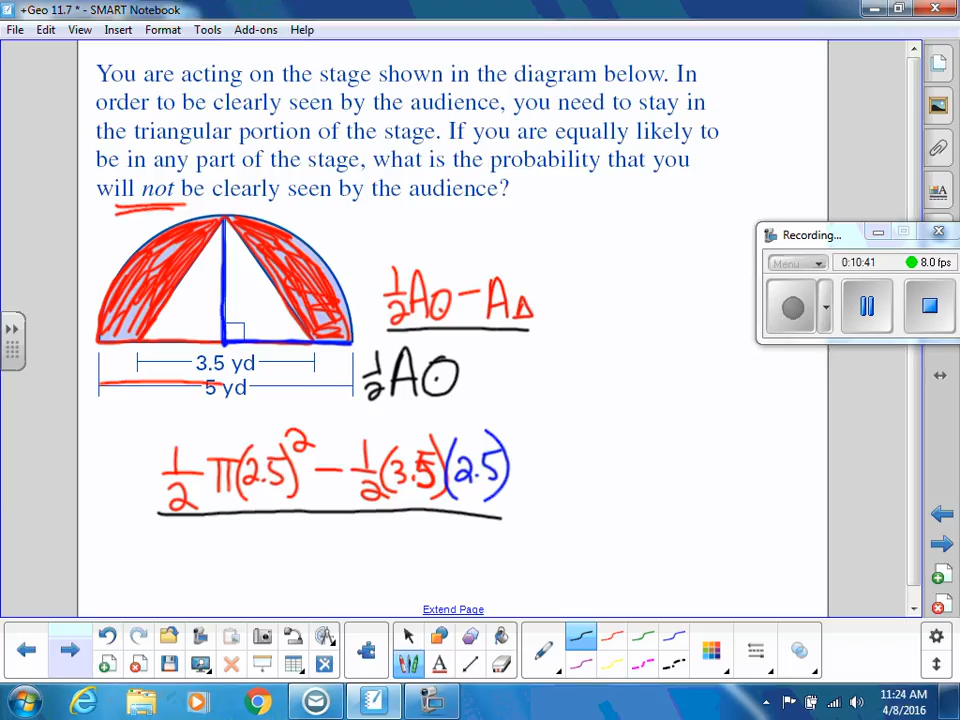 +Geo 11.7 * - SMART Notebook
File Edit View Insert Format Tools Add-ons Help
You are acting on the stage shown in the diagram below. In
order to be clearly seen by the audience, you need to stay in
the triangular portion of the stage. If you are equally likely to
be in any part of the stage, what is the probability that you
will not be clearly seen by the audience?
Recording...
Menu 0:10:41 8.0 fps
½A⊙ - A△
½A⊙
3.5 yd
5 yd
½π(2.5)² - ½(3.5)(2.5)
Extend Page
11:24 AM
4/8/2016